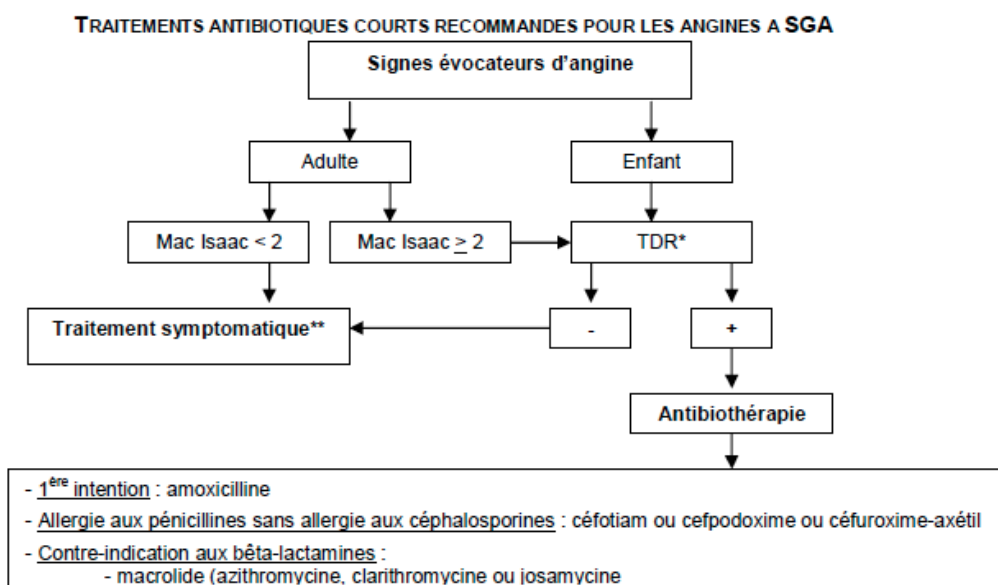 TRAITEMENTS ANTIBIOTIQUES COURTS RECOMMANDES POUR LES ANGINES A SGA
Signes évocateurs d'angine
Adulte
Enfant
Mac Isaac < 2
Mac Isaac ≥ 2
TDR*
Traitement symptomatique**
-
+
Antibiothérapie
- 1ère intention : amoxicilline
- Allergie aux pénicillines sans allergie aux céphalosporines : céfotiam ou cefpodoxime ou céfuroxime-axétil
- Contre-indication aux bêta-lactamines :
- macrolide (azithromycine, clarithromycine ou josamycine